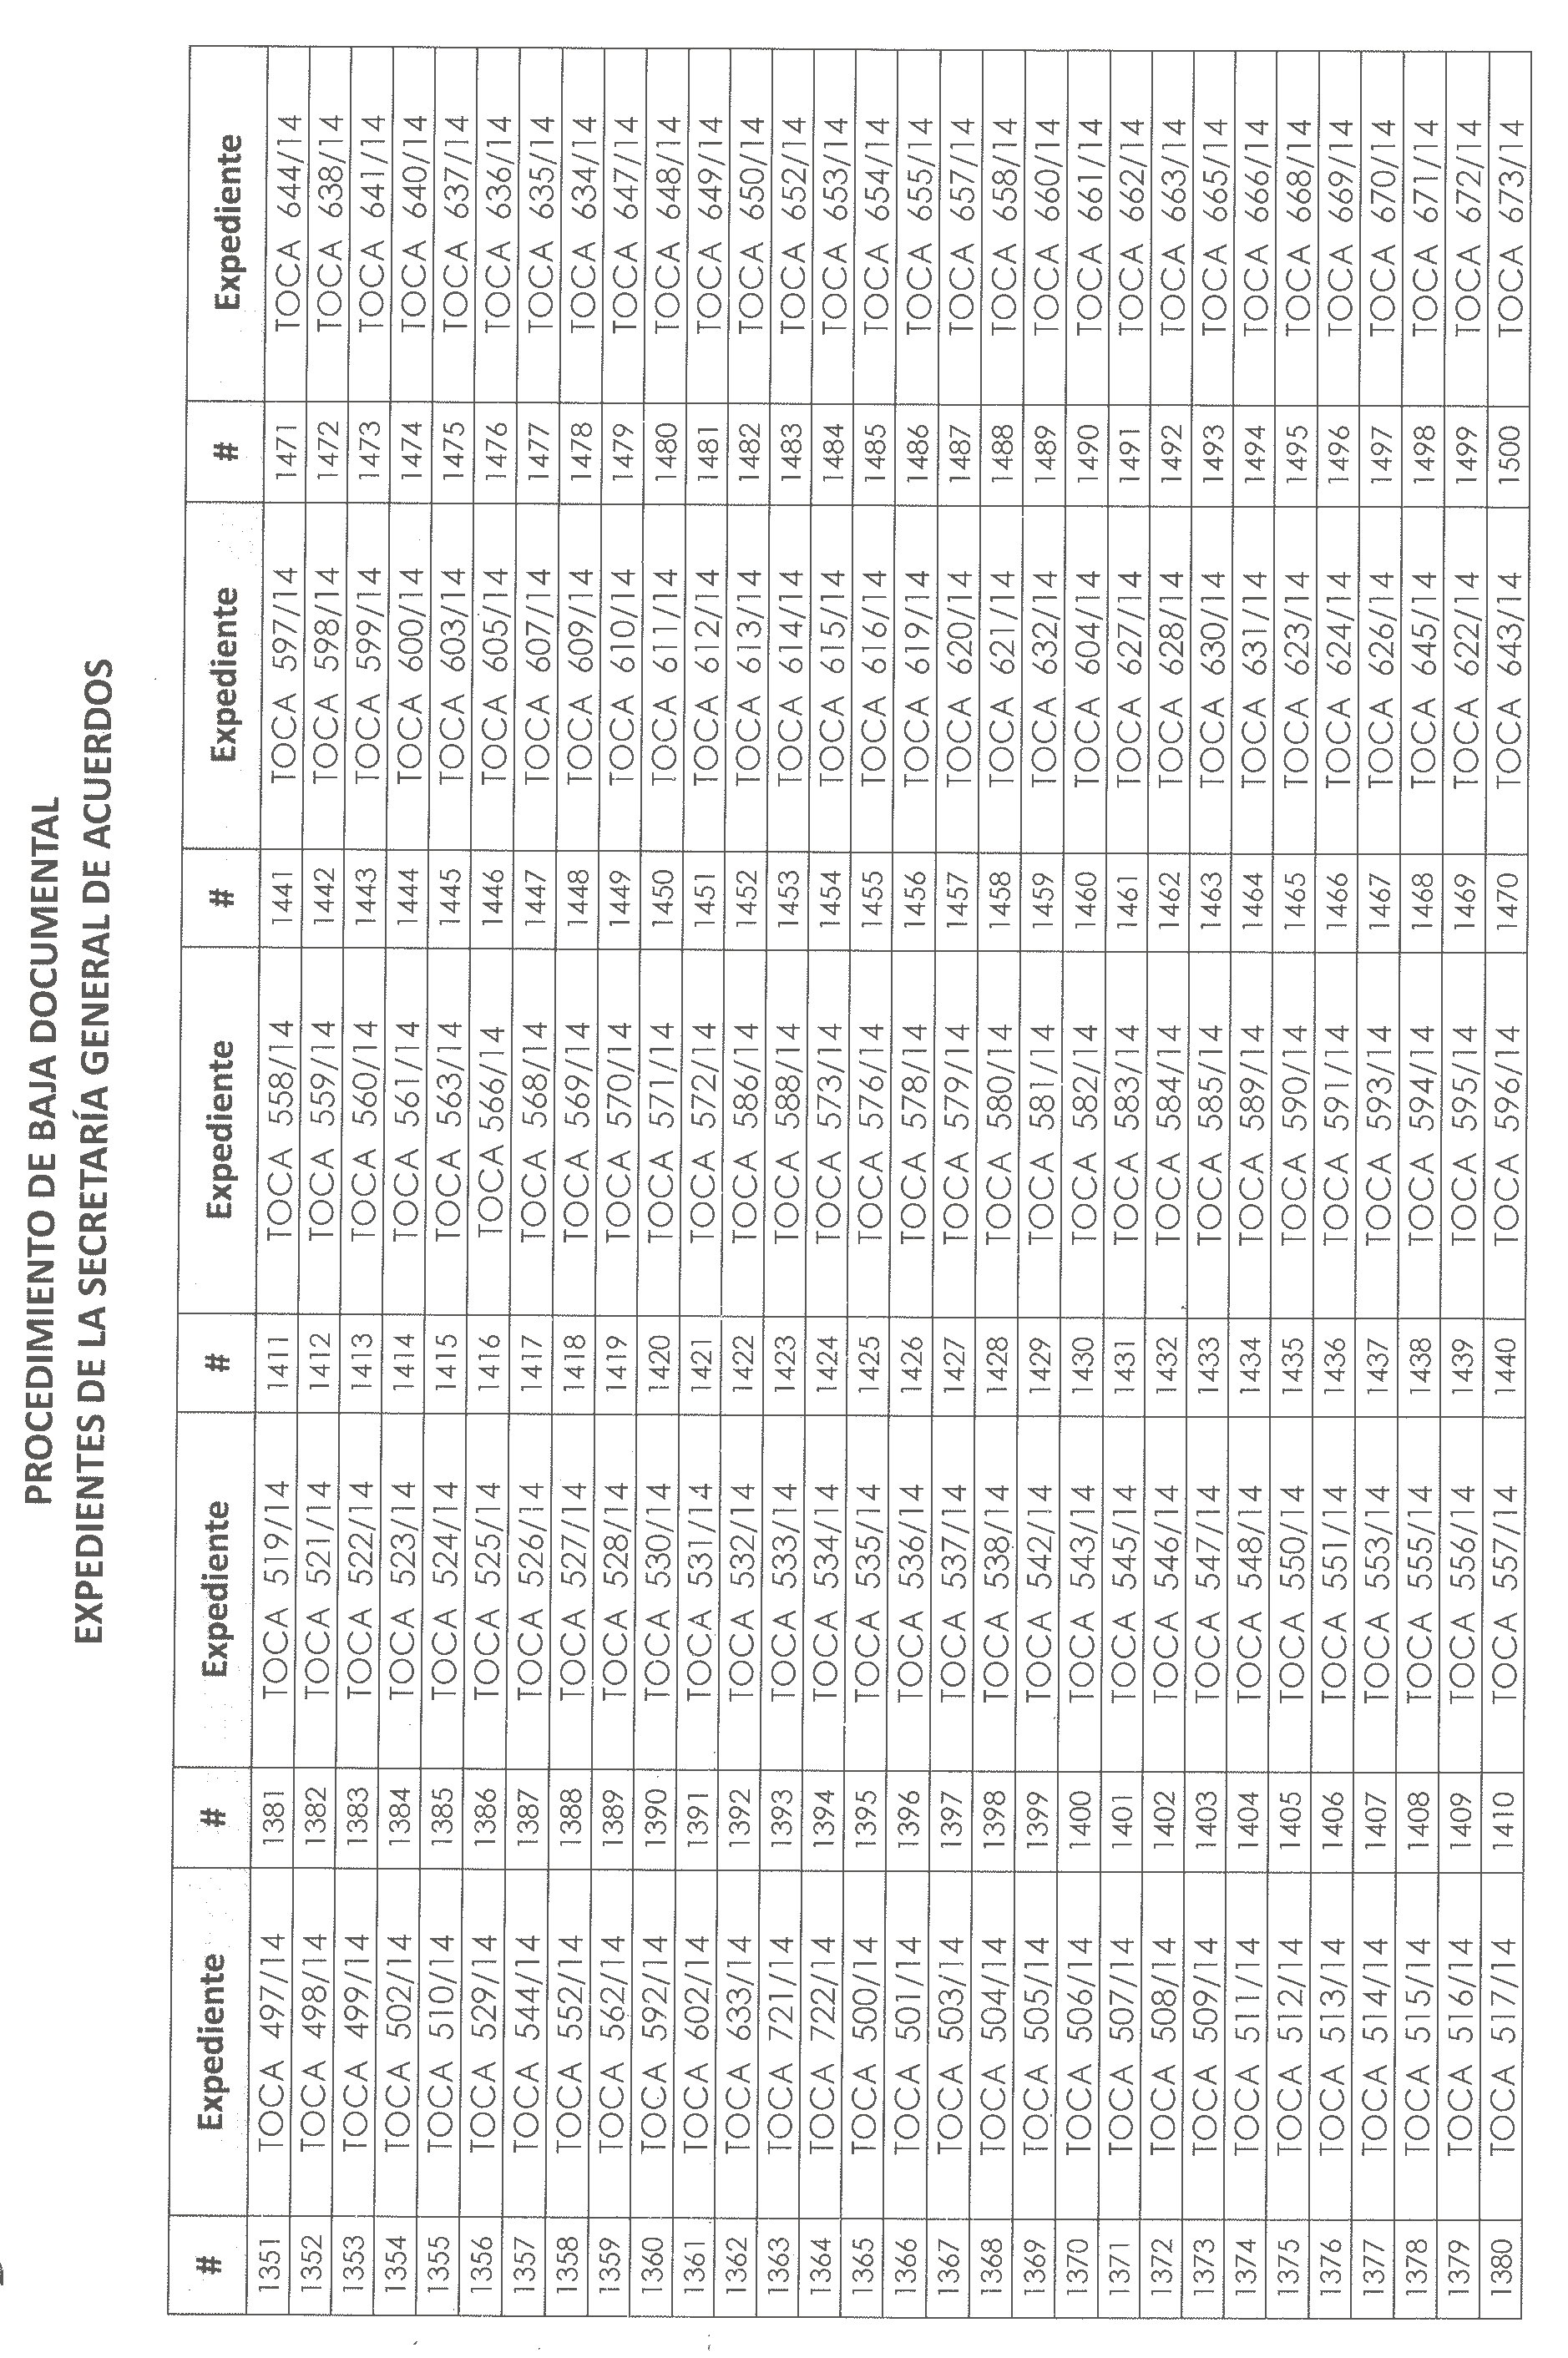 PROCEDIMIENTO DE BAJA DOCUMENTAL
EXPEDIENTES DE LA SECRETARÍA GENERAL DE ACUERDOS
# Expediente # Expediente # Expediente # Expediente # Expediente
1351 TOCA 497/14 1381 TOCA 519/14 1411 TOCA 558/14 1441 TOCA 597/14 1471 TOCA 644/14
1352 TOCA 498/14 1382 TOCA 521/14 1412 TOCA 559/14 1442 TOCA 598/14 1472 TOCA 638/14
1353 TOCA 499/14 1383 TOCA 522/14 1413 TOCA 560/14 1443 TOCA 599/14 1473 TOCA 641/14
1354 TOCA 502/14 1384 TOCA 523/14 1414 TOCA 561/14 1444 TOCA 600/14 1474 TOCA 640/14
1355 TOCA 510/14 1385 TOCA 524/14 1415 TOCA 563/14 1445 TOCA 603/14 1475 TOCA 637/14
1356 TOCA 529/14 1386 TOCA 525/14 1416 TOCA 566/14 1446 TOCA 605/14 1476 TOCA 636/14
1357 TOCA 544/14 1387 TOCA 526/14 1417 TOCA 568/14 1447 TOCA 607/14 1477 TOCA 635/14
1358 TOCA 552/14 1388 TOCA 527/14 1418 TOCA 569/14 1448 TOCA 609/14 1478 TOCA 634/14
1359 TOCA 562/14 1389 TOCA 528/14 1419 TOCA 570/14 1449 TOCA 610/14 1479 TOCA 647/14
1360 TOCA 592/14 1390 TOCA 530/14 1420 TOCA 571/14 1450 TOCA 611/14 1480 TOCA 648/14
1361 TOCA 602/14 1391 TOCA 531/14 1421 TOCA 572/14 1451 TOCA 612/14 1481 TOCA 649/14
1362 TOCA 633/14 1392 TOCA 532/14 1422 TOCA 586/14 1452 TOCA 613/14 1482 TOCA 650/14
1363 TOCA 721/14 1393 TOCA 533/14 1423 TOCA 588/14 1453 TOCA 614/14 1483 TOCA 652/14
1364 TOCA 722/14 1394 TOCA 534/14 1424 TOCA 573/14 1454 TOCA 615/14 1484 TOCA 653/14
1365 TOCA 500/14 1395 TOCA 535/14 1425 TOCA 576/14 1455 TOCA 616/14 1485 TOCA 654/14
1366 TOCA 501/14 1396 TOCA 536/14 1426 TOCA 578/14 1456 TOCA 619/14 1486 TOCA 655/14
1367 TOCA 503/14 1397 TOCA 537/14 1427 TOCA 579/14 1457 TOCA 620/14 1487 TOCA 657/14
1368 TOCA 504/14 1398 TOCA 538/14 1428 TOCA 580/14 1458 TOCA 621/14 1488 TOCA 658/14
1369 TOCA 505/14 1399 TOCA 542/14 1429 TOCA 581/14 1459 TOCA 632/14 1489 TOCA 660/14
1370 TOCA 506/14 1400 TOCA 543/14 1430 TOCA 582/14 1460 TOCA 604/14 1490 TOCA 661/14
1371 TOCA 507/14 1401 TOCA 545/14 1431 TOCA 583/14 1461 TOCA 627/14 1491 TOCA 662/14
1372 TOCA 508/14 1402 TOCA 546/14 1432 TOCA 584/14 1462 TOCA 628/14 1492 TOCA 663/14
1373 TOCA 509/14 1403 TOCA 547/14 1433 TOCA 585/14 1463 TOCA 630/14 1493 TOCA 665/14
1374 TOCA 511/14 1404 TOCA 548/14 1434 TOCA 589/14 1464 TOCA 631/14 1494 TOCA 666/14
1375 TOCA 512/14 1405 TOCA 550/14 1435 TOCA 590/14 1465 TOCA 623/14 1495 TOCA 668/14
1376 TOCA 513/14 1406 TOCA 551/14 1436 TOCA 591/14 1466 TOCA 624/14 1496 TOCA 669/14
1377 TOCA 514/14 1407 TOCA 553/14 1437 TOCA 593/14 1467 TOCA 626/14 1497 TOCA 670/14
1378 TOCA 515/14 1408 TOCA 555/14 1438 TOCA 594/14 1468 TOCA 645/14 1498 TOCA 671/14
1379 TOCA 516/14 1409 TOCA 556/14 1439 TOCA 595/14 1469 TOCA 622/14 1499 TOCA 672/14
1380 TOCA 517/14 1410 TOCA 557/14 1440 TOCA 596/14 1470 TOCA 643/14 1500 TOCA 673/14